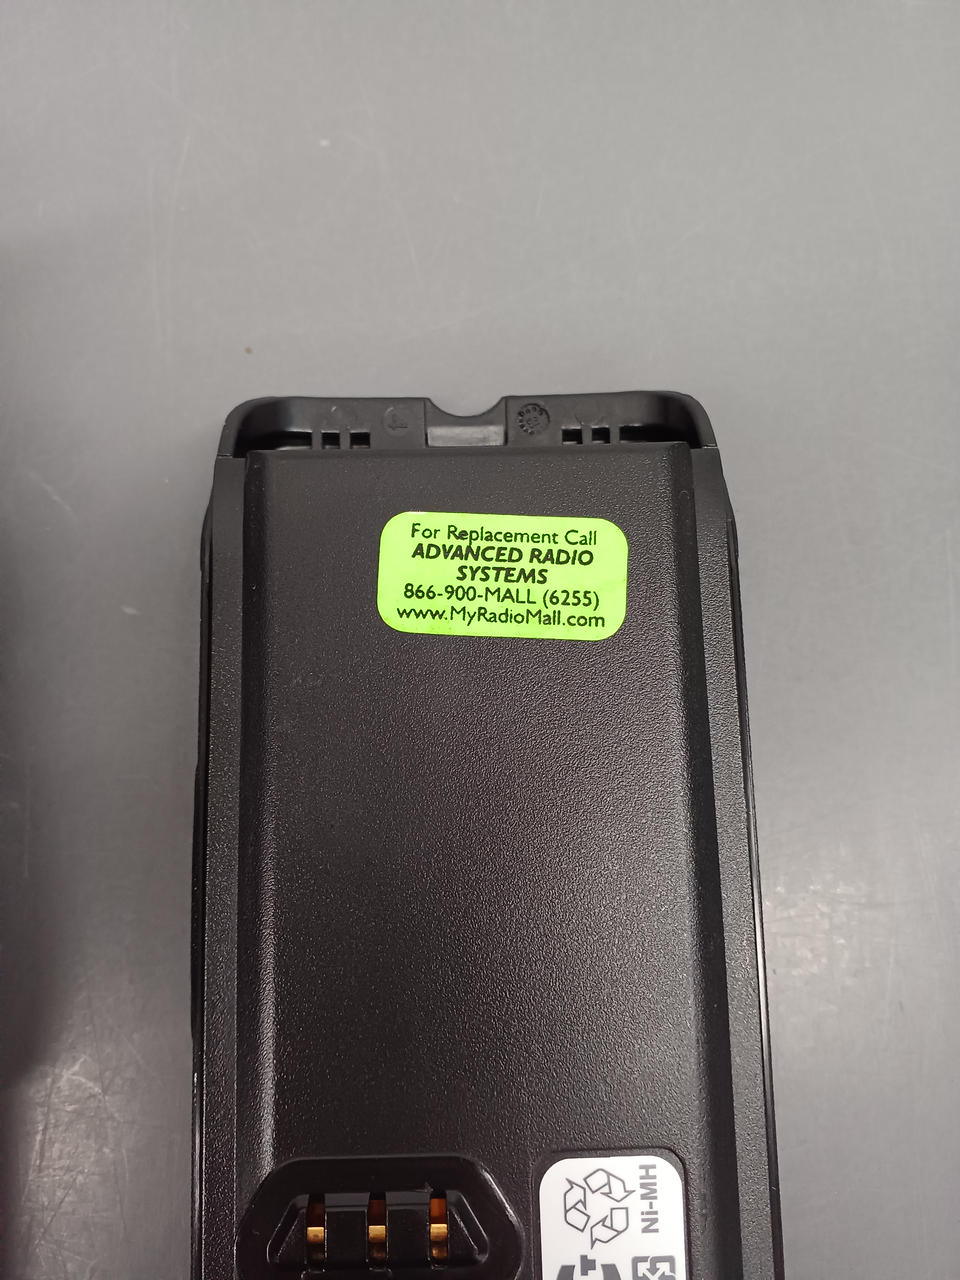 For Replacement Call
ADVANCED RADIO
SYSTEMS
866-900-MALL (6255)
www.MyRadioMall.com
Ni-MH